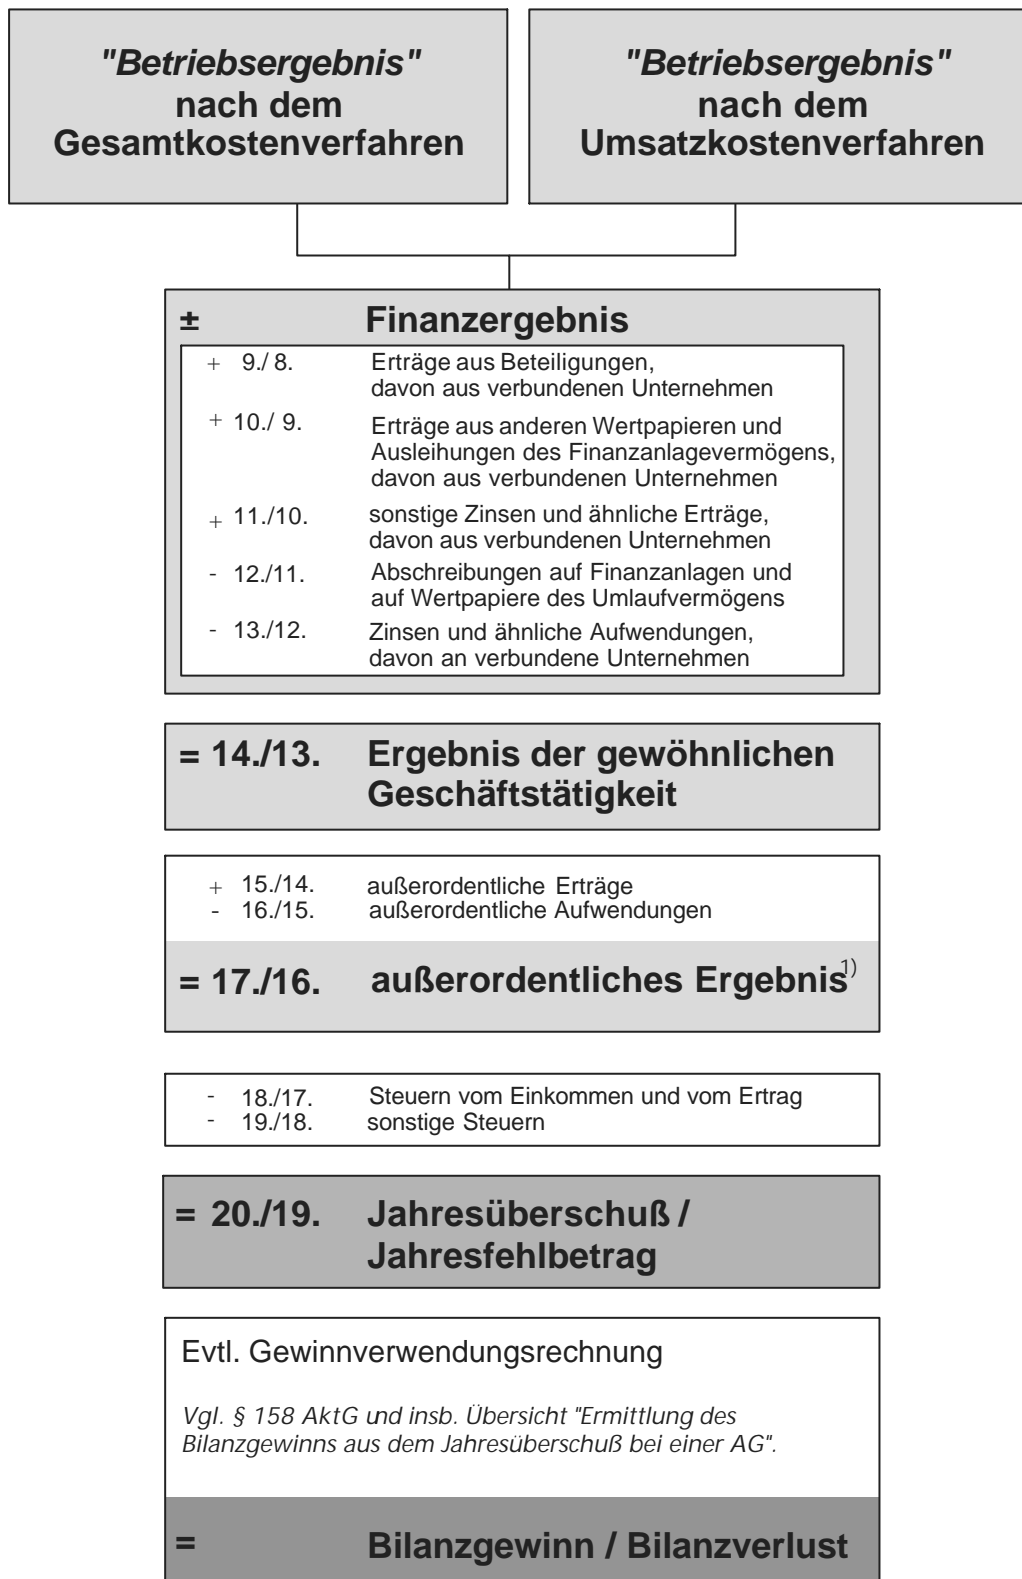 "Betriebsergebnis"
nach dem
Gesamtkostenverfahren
"Betriebsergebnis"
nach dem
Umsatzkostenverfahren
± Finanzergebnis
+ 9./ 8. Erträge aus Beteiligungen,
davon aus verbundenen Unternehmen
+ 10./ 9. Erträge aus anderen Wertpapieren und
Ausleihungen des Finanzanlagevermögens,
davon aus verbundenen Unternehmen
+ 11./10. sonstige Zinsen und ähnliche Erträge,
davon aus verbundenen Unternehmen
- 12./11. Abschreibungen auf Finanzanlagen und
auf Wertpapiere des Umlaufvermögens
- 13./12. Zinsen und ähnliche Aufwendungen,
davon an verbundene Unternehmen
= 14./13. Ergebnis der gewöhnlichen
Geschäftstätigkeit
+ 15./14. außerordentliche Erträge
- 16./15. außerordentliche Aufwendungen
= 17./16. außerordentliches Ergebnis 1)
- 18./17. Steuern vom Einkommen und vom Ertrag
- 19./18. sonstige Steuern
= 20./19. Jahresüberschuß /
Jahresfehlbetrag
Evtl. Gewinnverwendungsrechnung
Vgl. § 158 AktG und insb. Übersicht "Ermittlung des
Bilanzgewinns aus dem Jahresüberschuß bei einer AG".
= Bilanzgewinn / Bilanzverlust